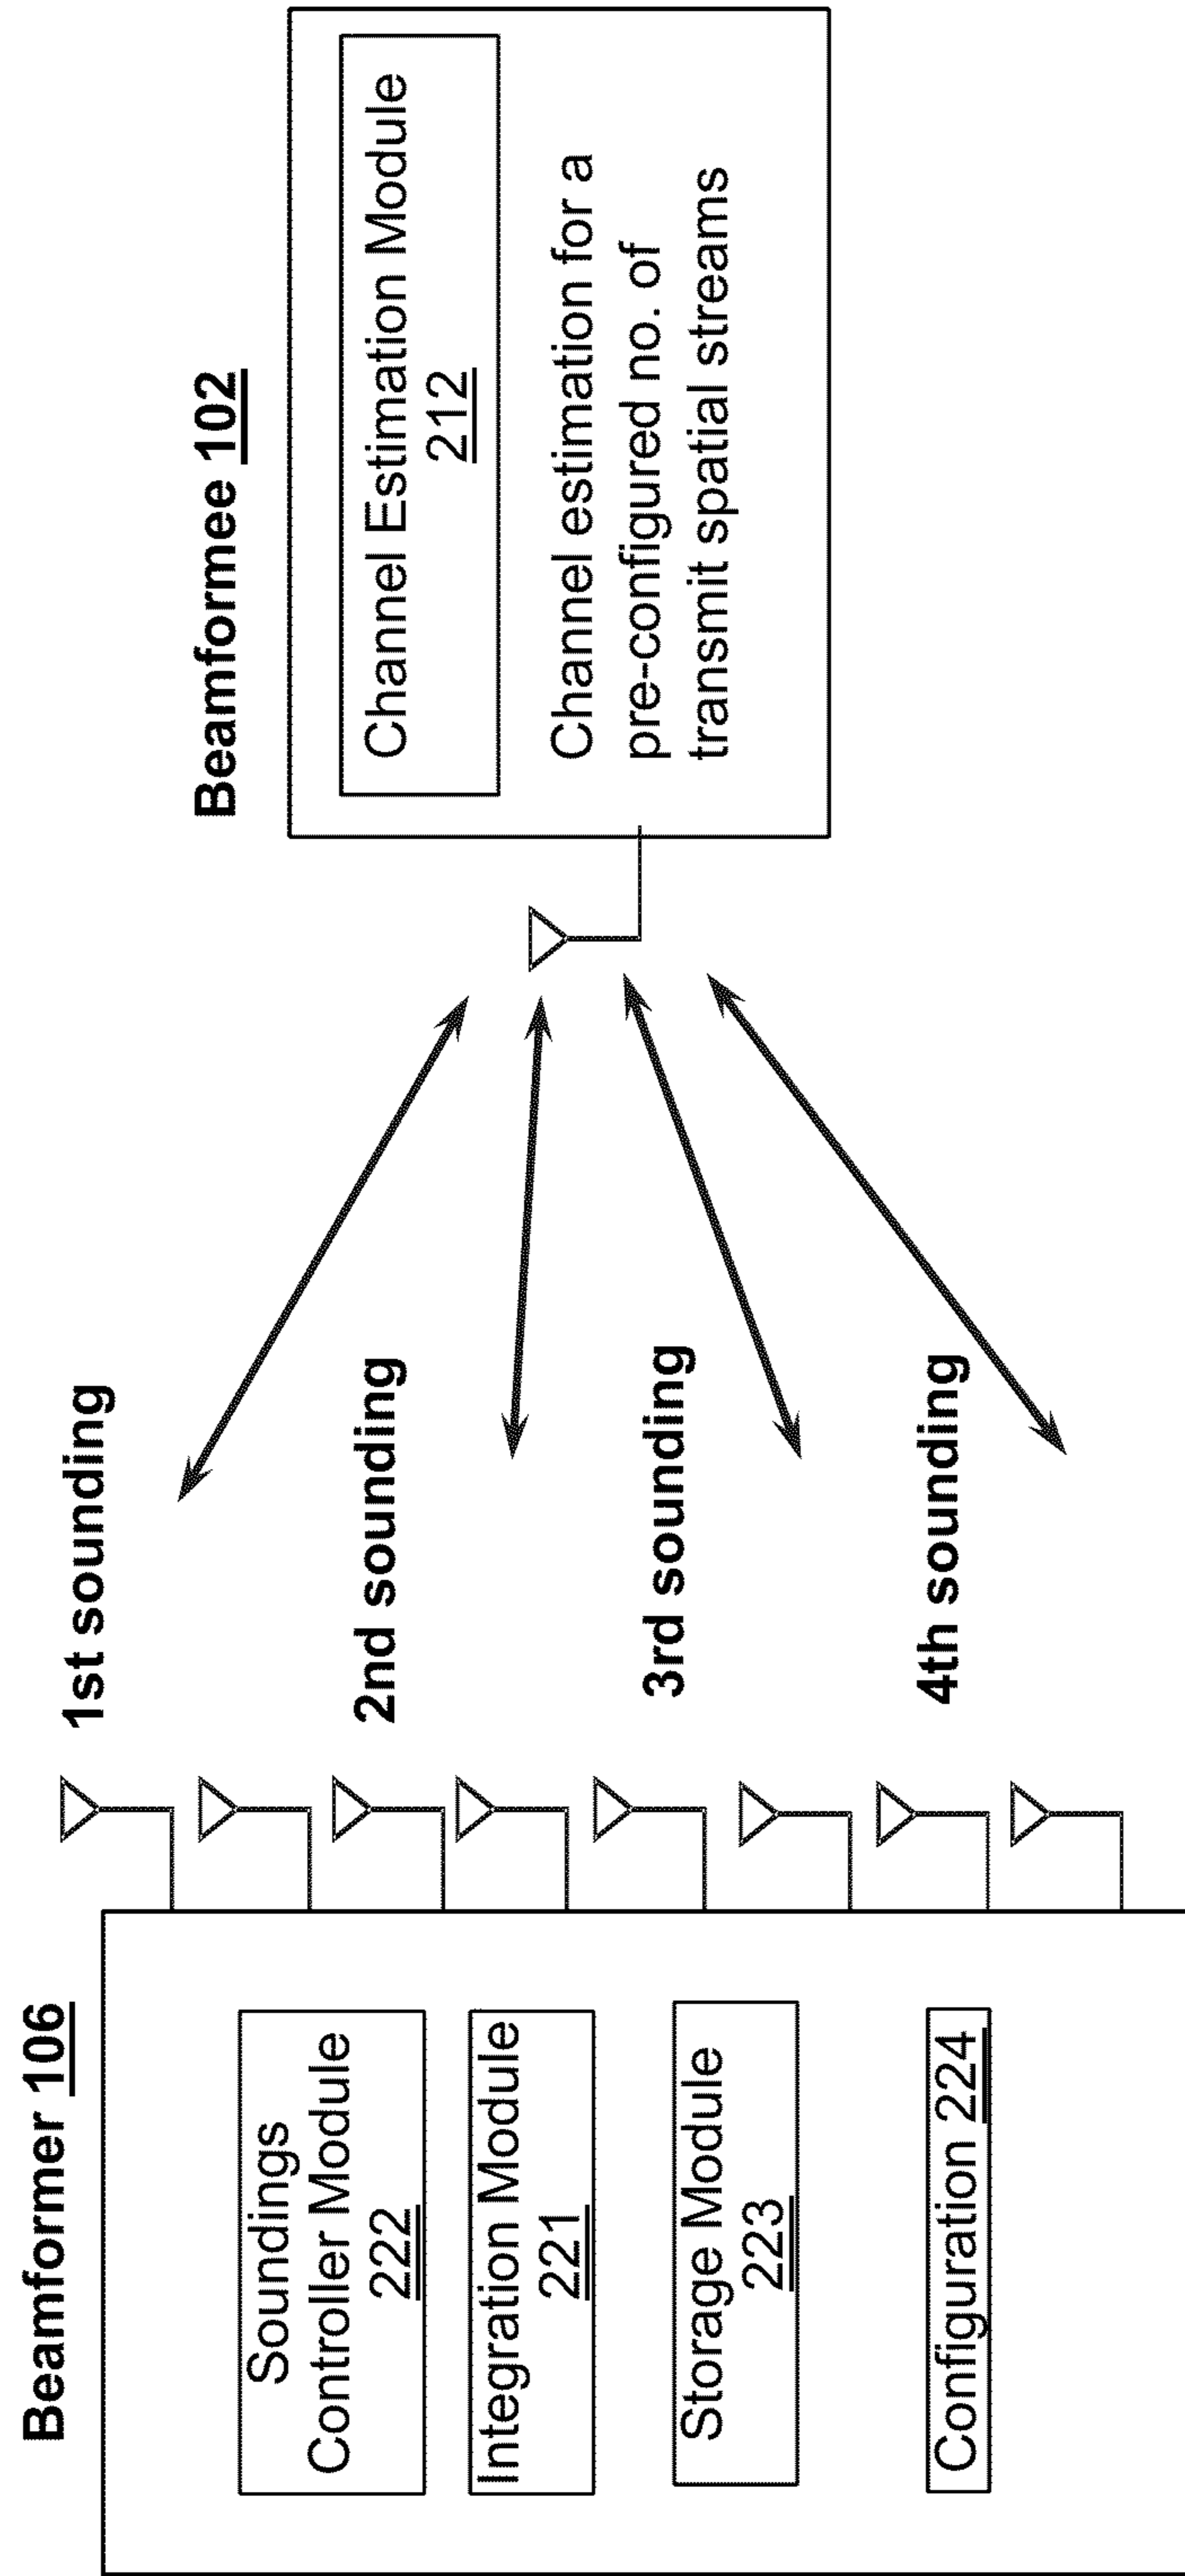 Beamformer 106
Soundings
Controller Module
222
Integration Module
221
Storage Module
223
Configuration 224
1st sounding
2nd sounding
3rd sounding
4th sounding
Beamformee 102
Channel Estimation Module
212
Channel estimation for a
pre-configured no. of
transmit spatial streams